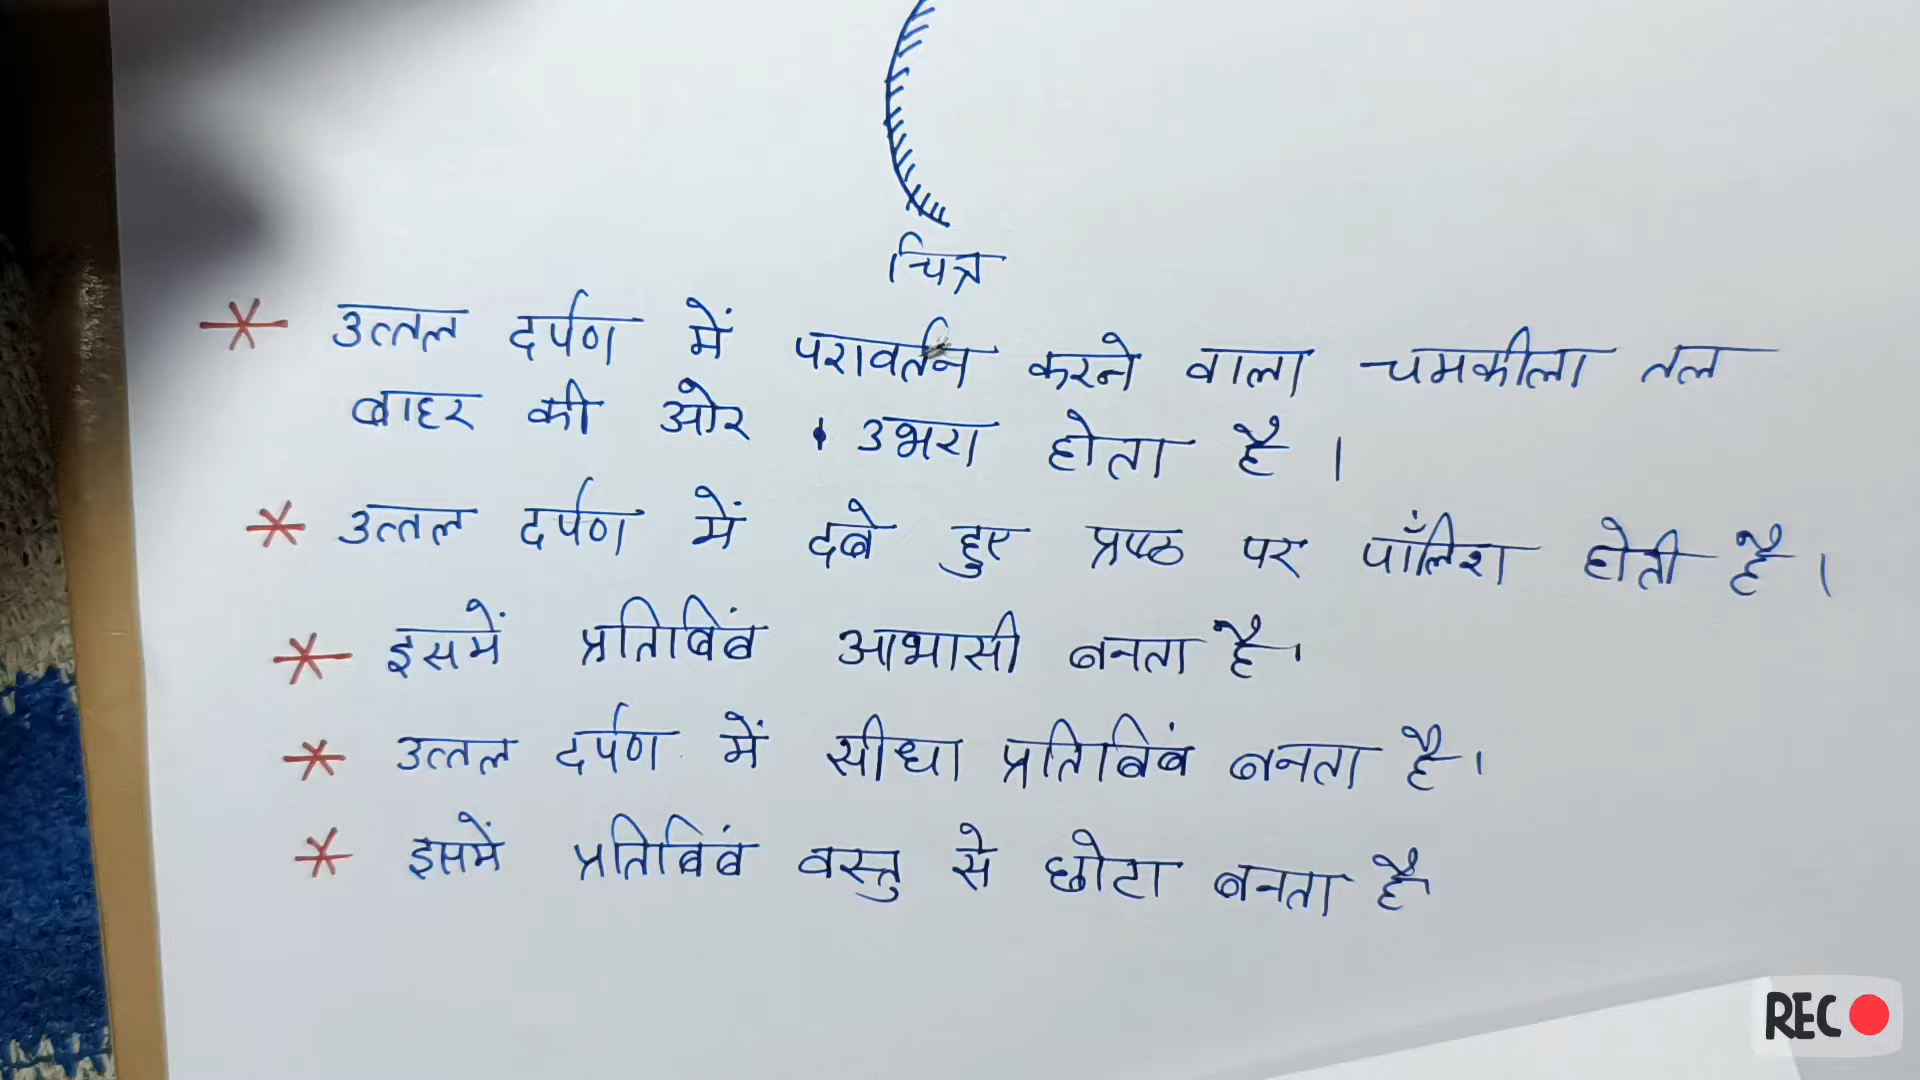 चित्र
* उत्तल दर्पण में परावर्तन करने वाला चमकीला तल
बाहर की ओर उभरा होता है ।
* उत्तल दर्पण में दबे हुए प्रष्ठ पर पाॅंलिश होती है ।
* इसमें प्रतिबिंब आभासी बनता है ।
* उत्तल दर्पण में सीधा प्रतिबिंब बनता है ।
* इसमें प्रतिबिंब वस्तु से छोटा बनता है
REC